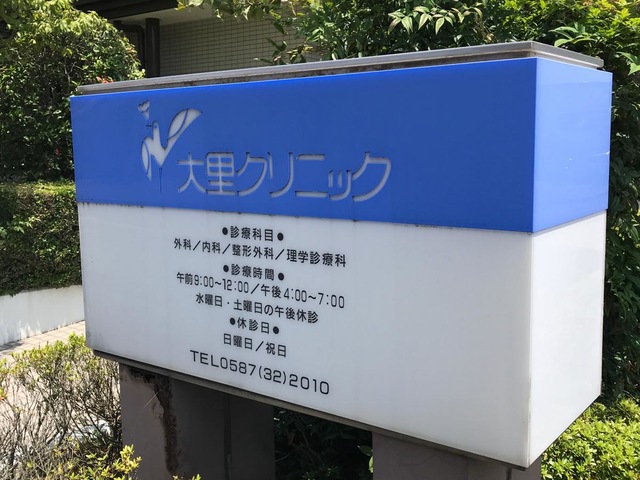 大里クリニック
●診療科目●
外科／内科／整形外科／理学診療科
●診療時間●
午前9:00～12:00／午後4:00～7:00
水曜日・土曜日の午後休診
●休診日●
日曜日／祝日
TEL0587(32)2010